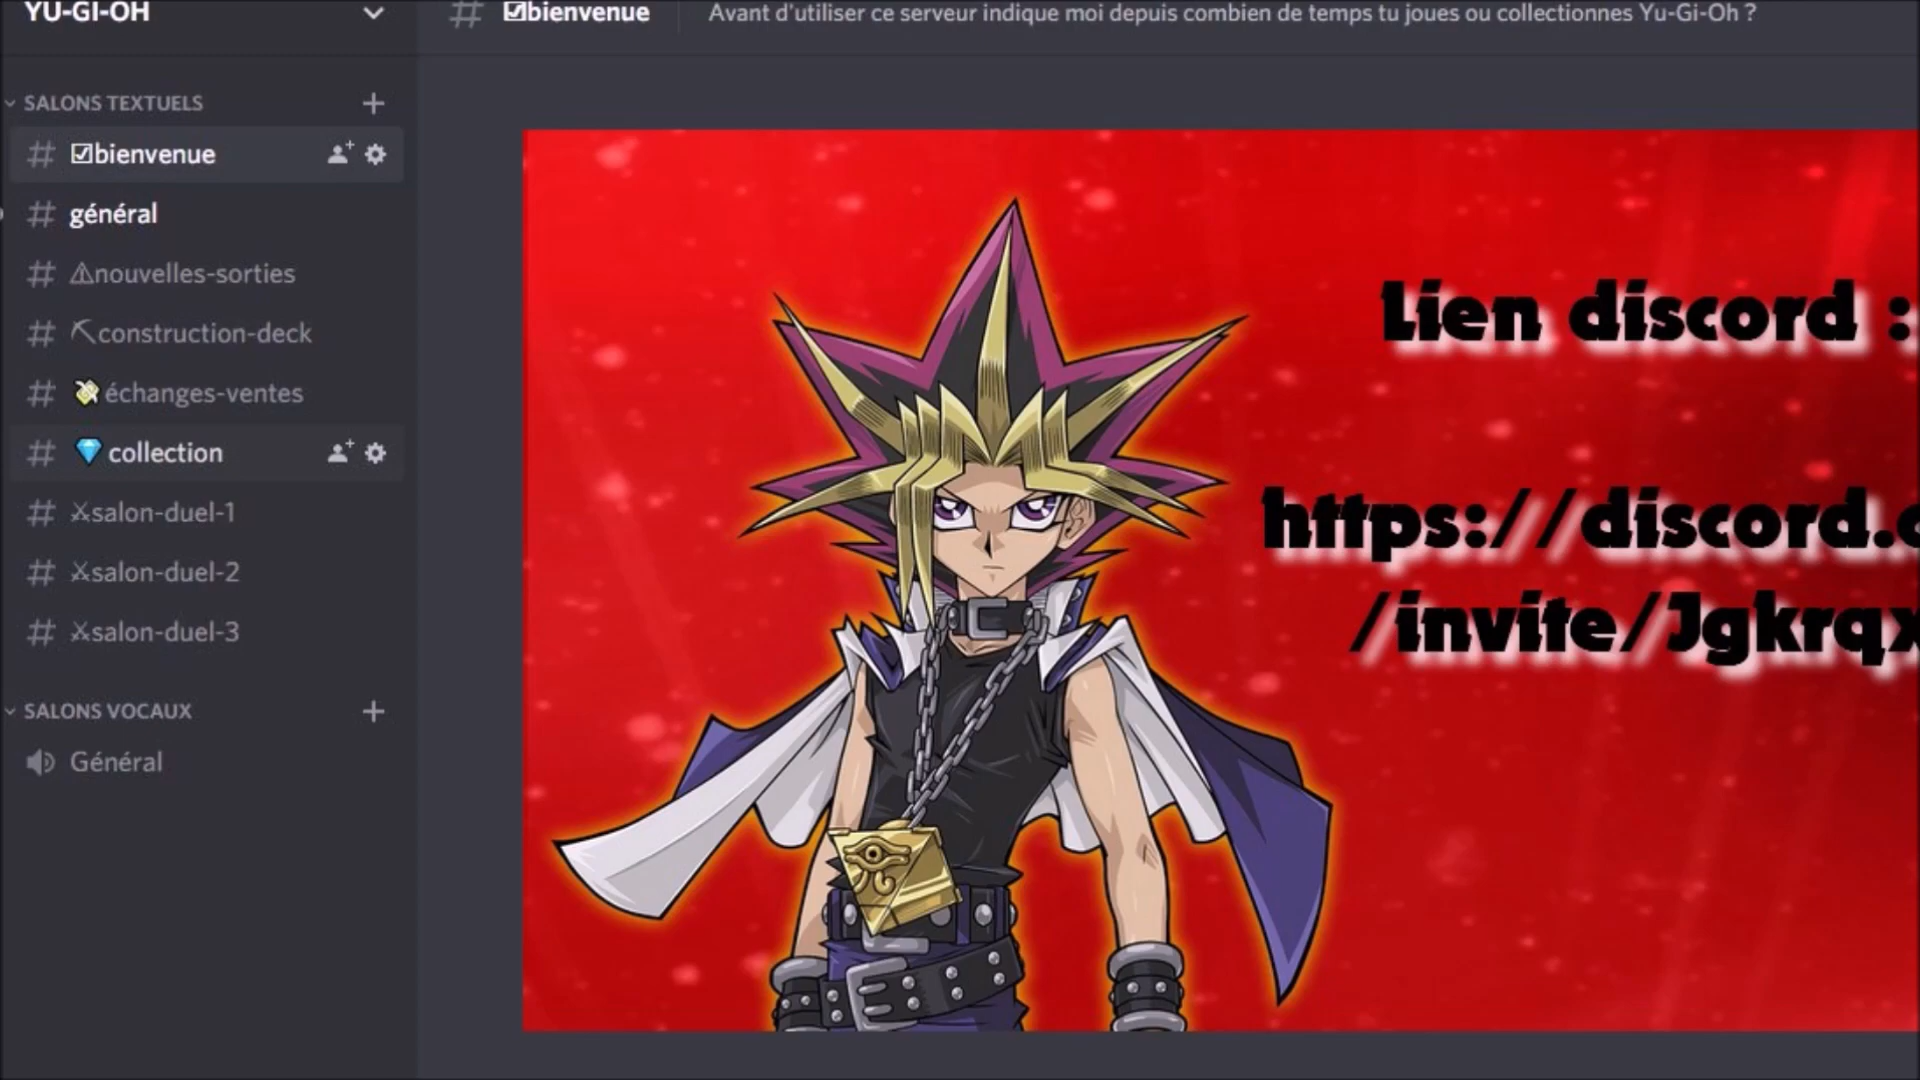 YU-GI-OH
☑bienvenue
Avant d'utiliser ce serveur indique moi depuis combien de temps tu joues ou collectionnes Yu-Gi-Oh ?
SALONS TEXTUELS
☑bienvenue
général
⚠nouvelles-sorties
⛏construction-deck
💸échanges-ventes
💎collection
⚔salon-duel-1
⚔salon-duel-2
⚔salon-duel-3
SALONS VOCAUX
Général
Lien discord :
https://discord.
/invite/Jgkrqx